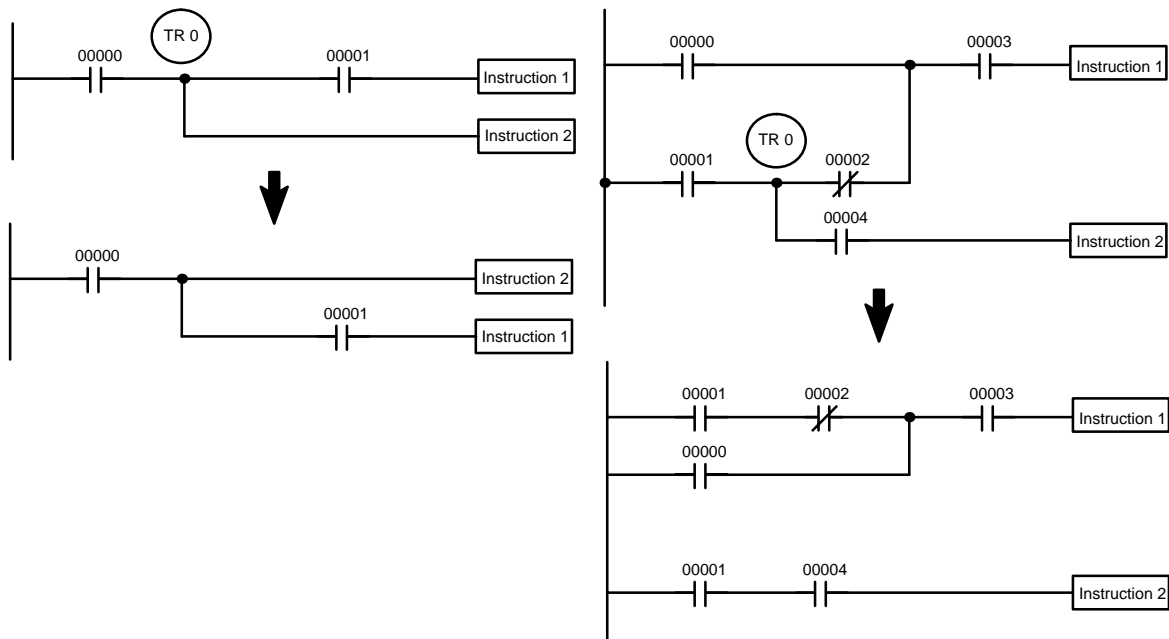 TR 0
00000
00001
Instruction 1
Instruction 2
00000
Instruction 2
00001
Instruction 1
00000
00003
Instruction 1
TR 0
00001
00002
00004
Instruction 2
00001
00002
00003
Instruction 1
00000
00001
00004
Instruction 2